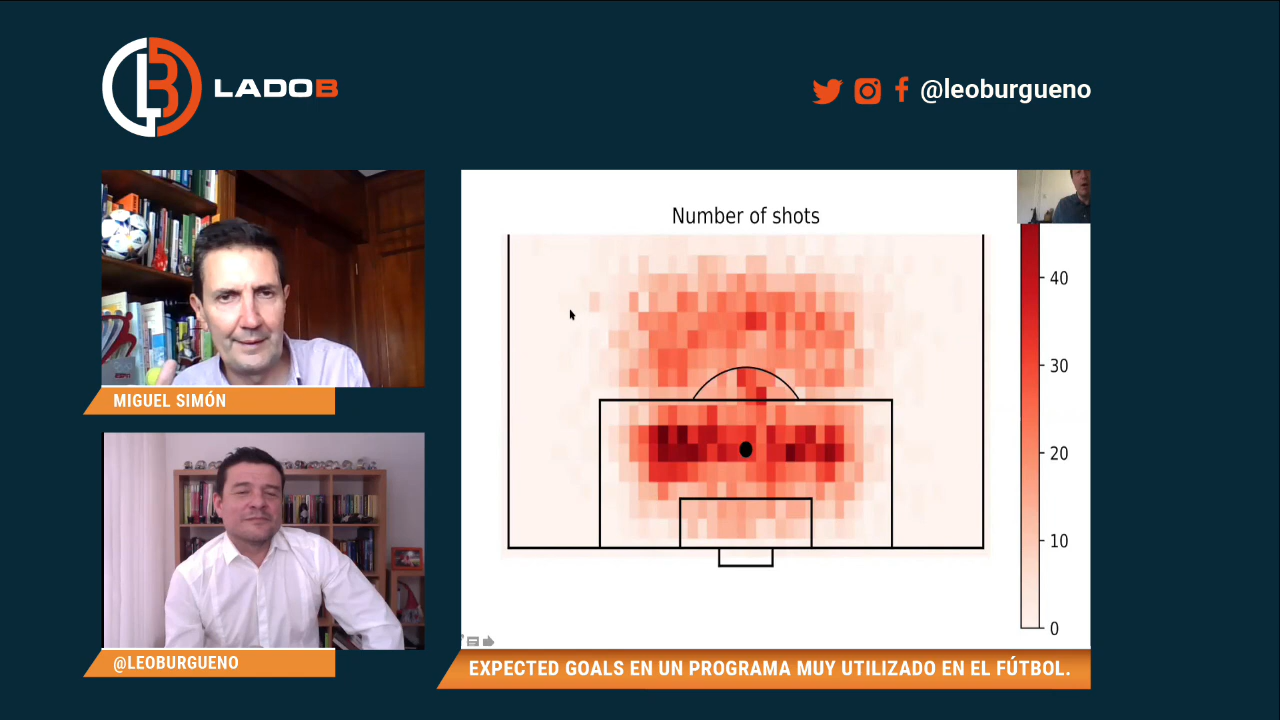 LADOB
@leoburgueno
Number of shots
40
30
20
10
0
MIGUEL SIMÓN
@LEOBURGUENO
EXPECTED GOALS EN UN PROGRAMA MUY UTILIZADO EN EL FÚTBOL.